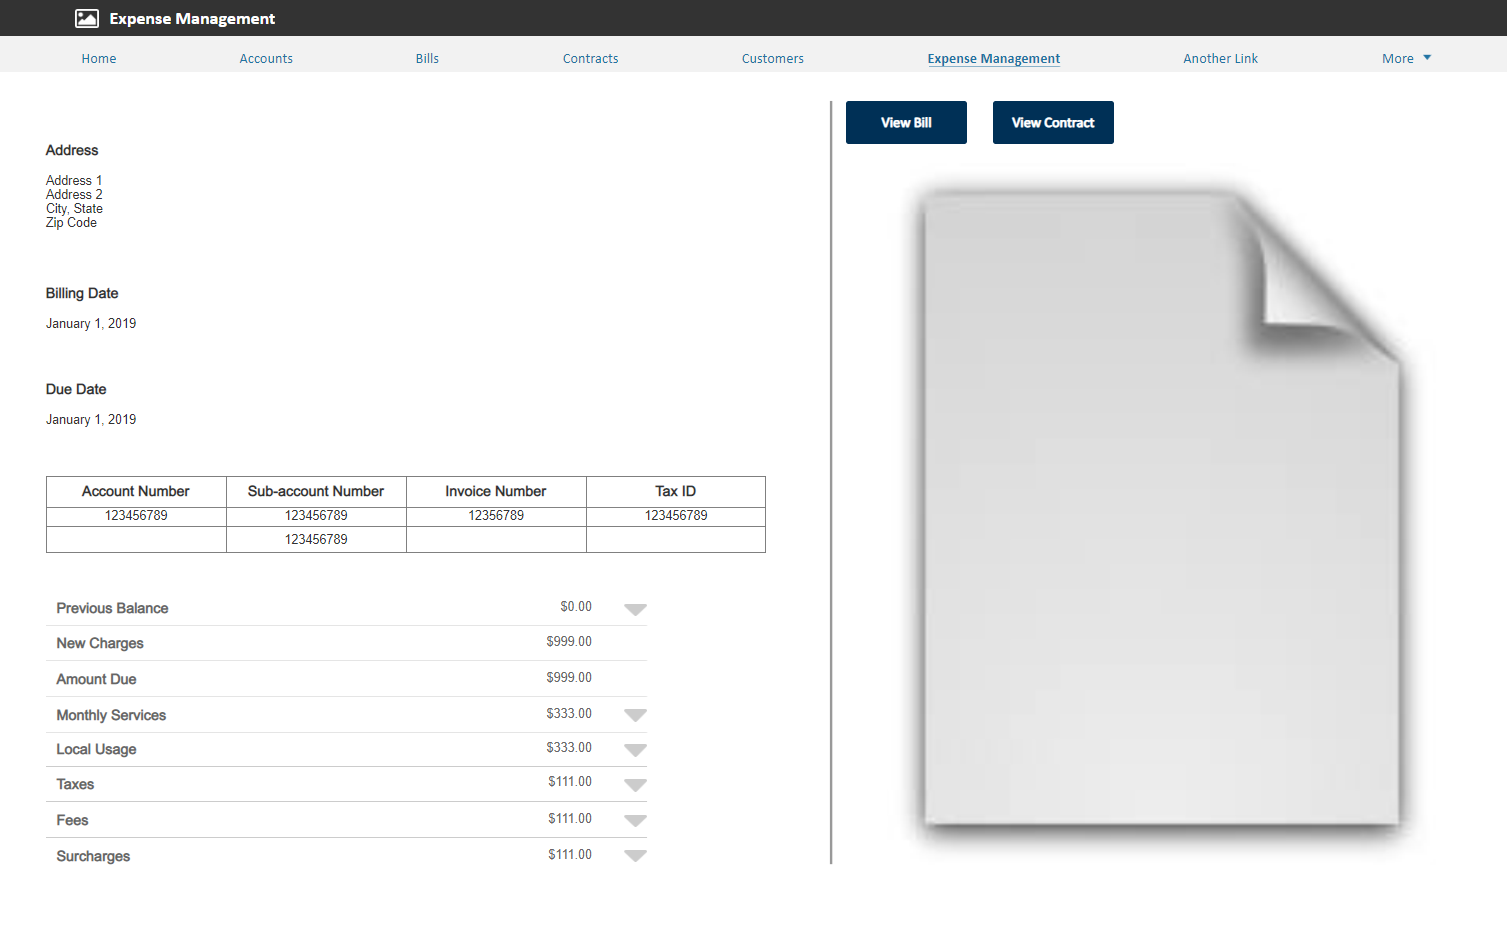 Expense Management
Home Accounts Bills Contracts Customers Expense Management Another Link More
View Bill View Contract
Address
Address 1
Address 2
City, State
Zip Code
Billing Date
January 1, 2019
Due Date
January 1, 2019
Account Number Sub-account Number Invoice Number Tax ID
123456789 123456789 12356789 123456789
123456789
Previous Balance $0.00
New Charges $999.00
Amount Due $999.00
Monthly Services $333.00
Local Usage $333.00
Taxes $111.00
Fees $111.00
Surcharges $111.00